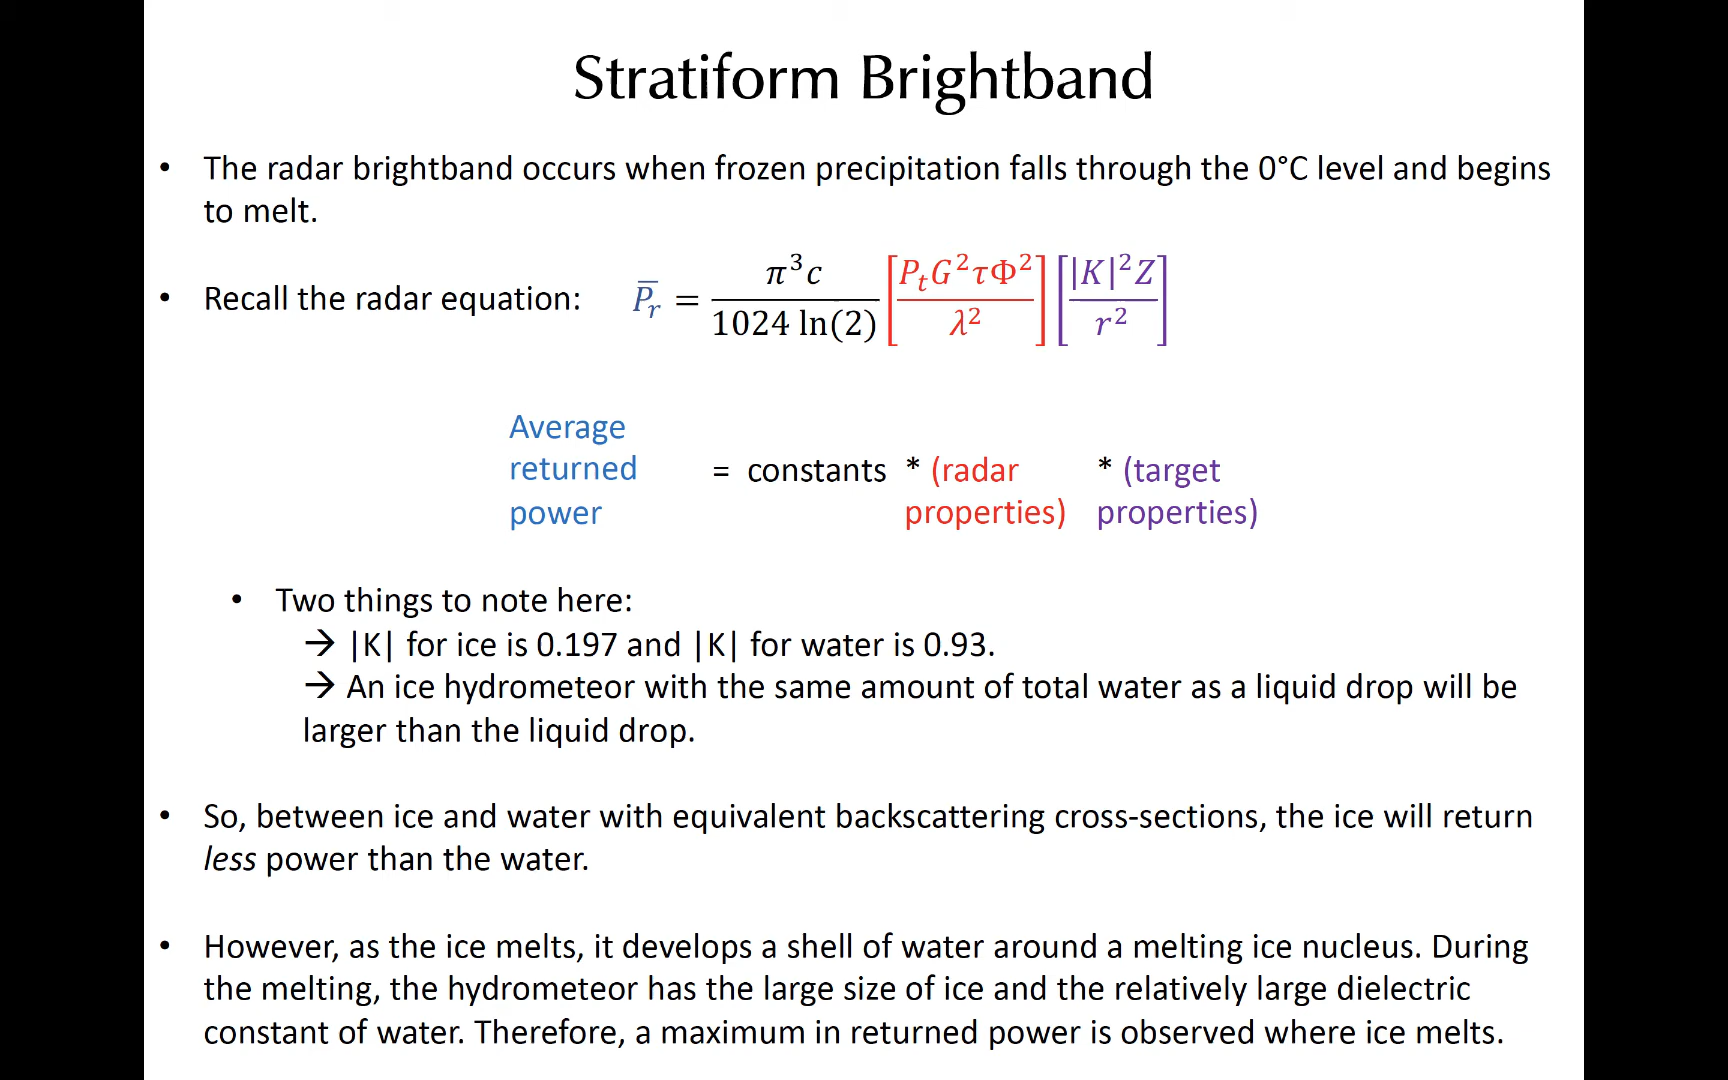 Stratiform Brightband
• The radar brightband occurs when frozen precipitation falls through the 0°C level and begins
to melt.
• Recall the radar equation: P̅ᵣ = π³c / 1024 ln(2) [PₜG²τΦ² / λ²] [|K|²Z / r²]
Average
returned
power
= constants * (radar
properties)
* (target
properties)
• Two things to note here:
→ |K| for ice is 0.197 and |K| for water is 0.93.
→ An ice hydrometeor with the same amount of total water as a liquid drop will be
larger than the liquid drop.
• So, between ice and water with equivalent backscattering cross-sections, the ice will return
less power than the water.
• However, as the ice melts, it develops a shell of water around a melting ice nucleus. During
the melting, the hydrometeor has the large size of ice and the relatively large dielectric
constant of water. Therefore, a maximum in returned power is observed where ice melts.